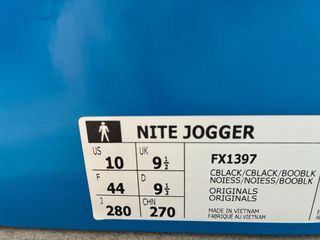 NITE JOGGER
US UK
10 9½
F D
44 9½
J CHN
280 270
FX1397
CBLACK/CBLACK/BOOBLK
NOIESS/NOIESS/BOOBLK
ORIGINALS
ORIGINALS
MADE IN VIETNAM
FABRIQUÉ AU VIETNAM